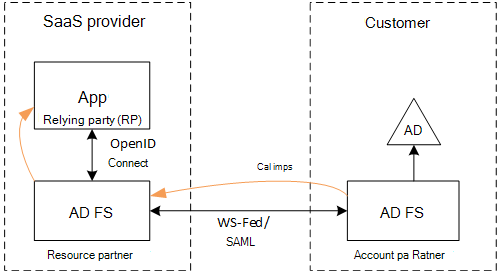 SaaS provider
Customer
App
Relying party (RP)
OpenID
Connect
AD
Cal imps
AD FS
WS-Fed/
SAML
AD FS
Resource partner
Account pa Ratner